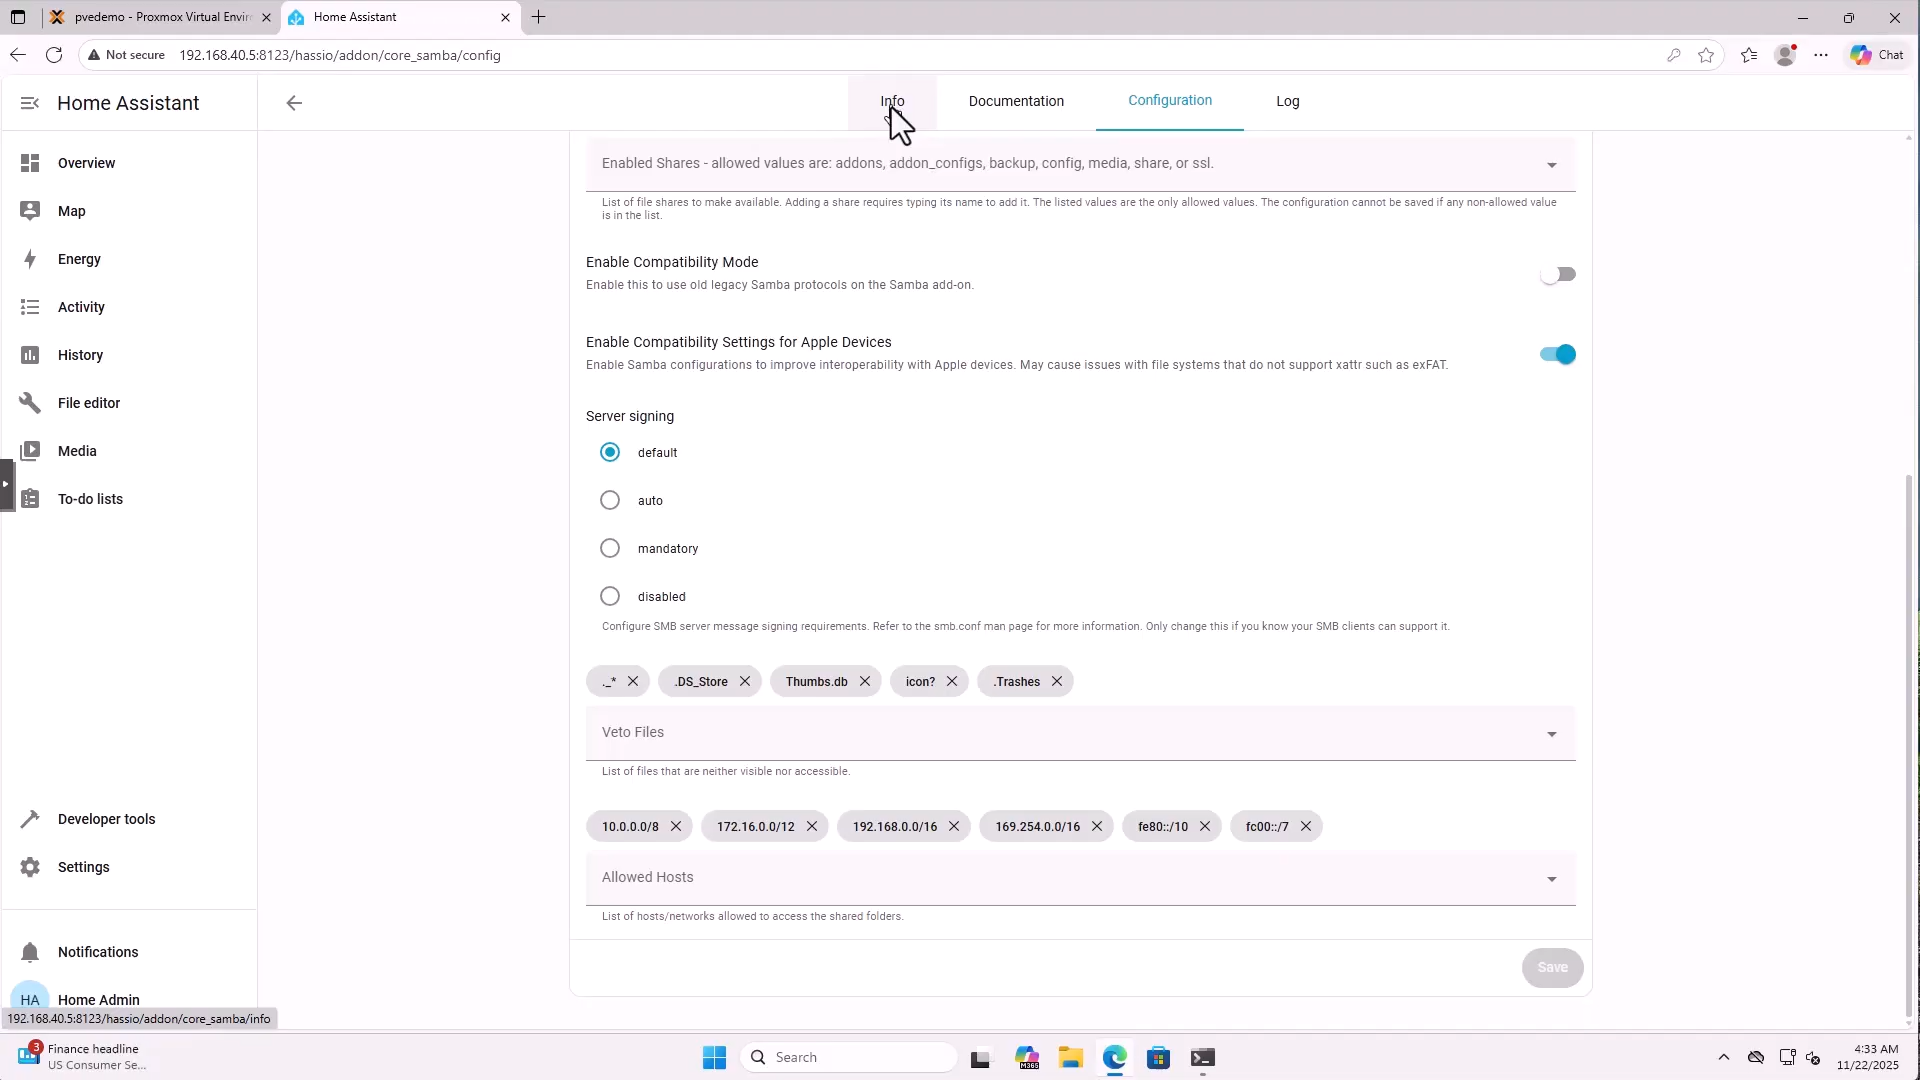 pvedemo - Proxmox Virtual Envir
Home Assistant
Not secure
192.168.40.5:8123/hassio/addon/core_samba/config
Chat
Home Assistant
Info
Documentation
Configuration
Log
Overview
Map
Energy
Activity
History
File editor
Media
To-do lists
Developer tools
Settings
Notifications
HA
Home Admin
192.168.40.5:8123/hassio/addon/core_samba/info
Enabled Shares - allowed values are: addons, addon_configs, backup, config, media, share, or ssl.
List of file shares to make available. Adding a share requires typing its name to add it. The listed values are the only allowed values. The configuration cannot be saved if any non-allowed value
is in the list.
Enable Compatibility Mode
Enable this to use old legacy Samba protocols on the Samba add-on.
Enable Compatibility Settings for Apple Devices
Enable Samba configurations to improve interoperability with Apple devices. May cause issues with file systems that do not support xattr such as exFAT.
Server signing
default
auto
mandatory
disabled
Configure SMB server message signing requirements. Refer to the smb.conf man page for more information. Only change this if you know your SMB clients can support it.
._* .DS_Store Thumbs.db icon? .Trashes
Veto Files
List of files that are neither visible nor accessible.
10.0.0.0/8 172.16.0.0/12 192.168.0.0/16 169.254.0.0/16 fe80::/10 fc00::/7
Allowed Hosts
List of hosts/networks allowed to access the shared folders.
Save
3
Finance headline
US Consumer Se...
Search
M365
4:33 AM
11/22/2025